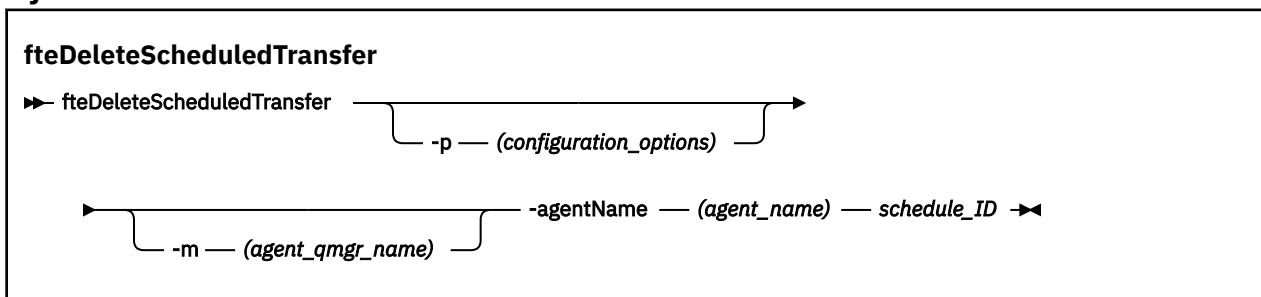 fteDeleteScheduledTransfer
fteDeleteScheduledTransfer
-p (configuration_options)
-agentName (agent_name) schedule_ID
-m (agent_qmgr_name)